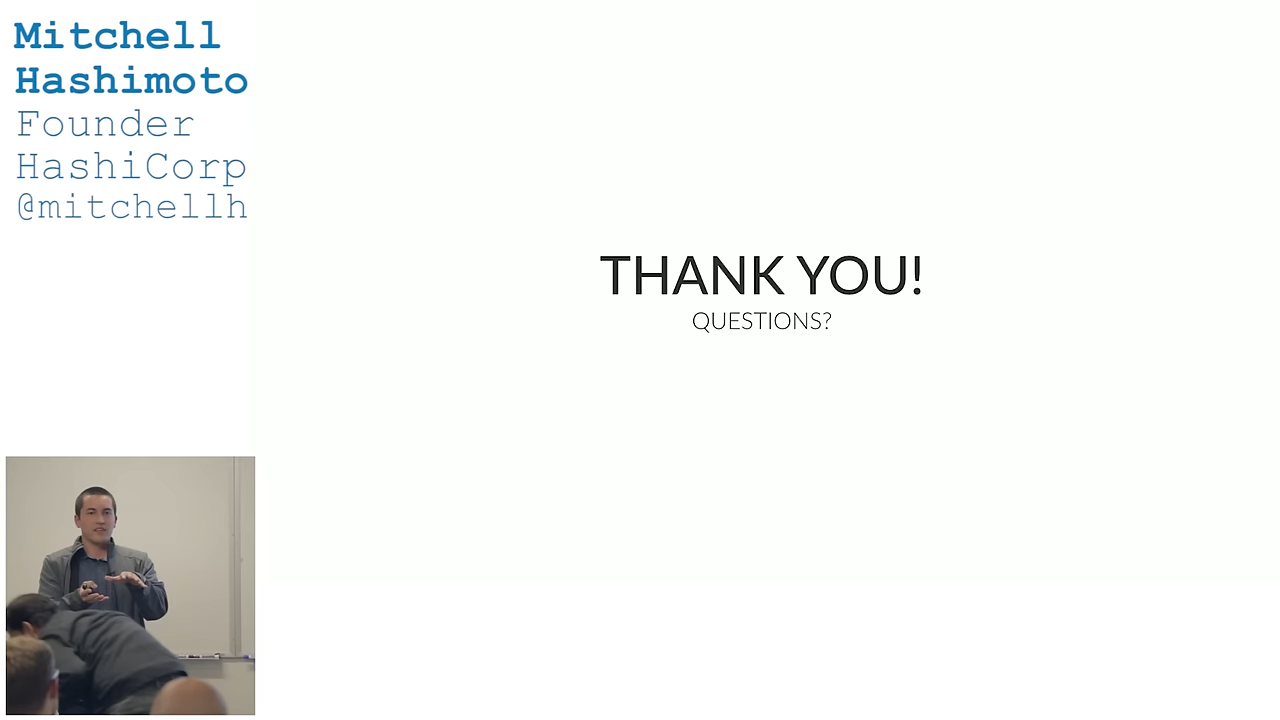 Mitchell
Hashimoto
Founder
HashiCorp
@mitchellh
THANK YOU!
QUESTIONS?